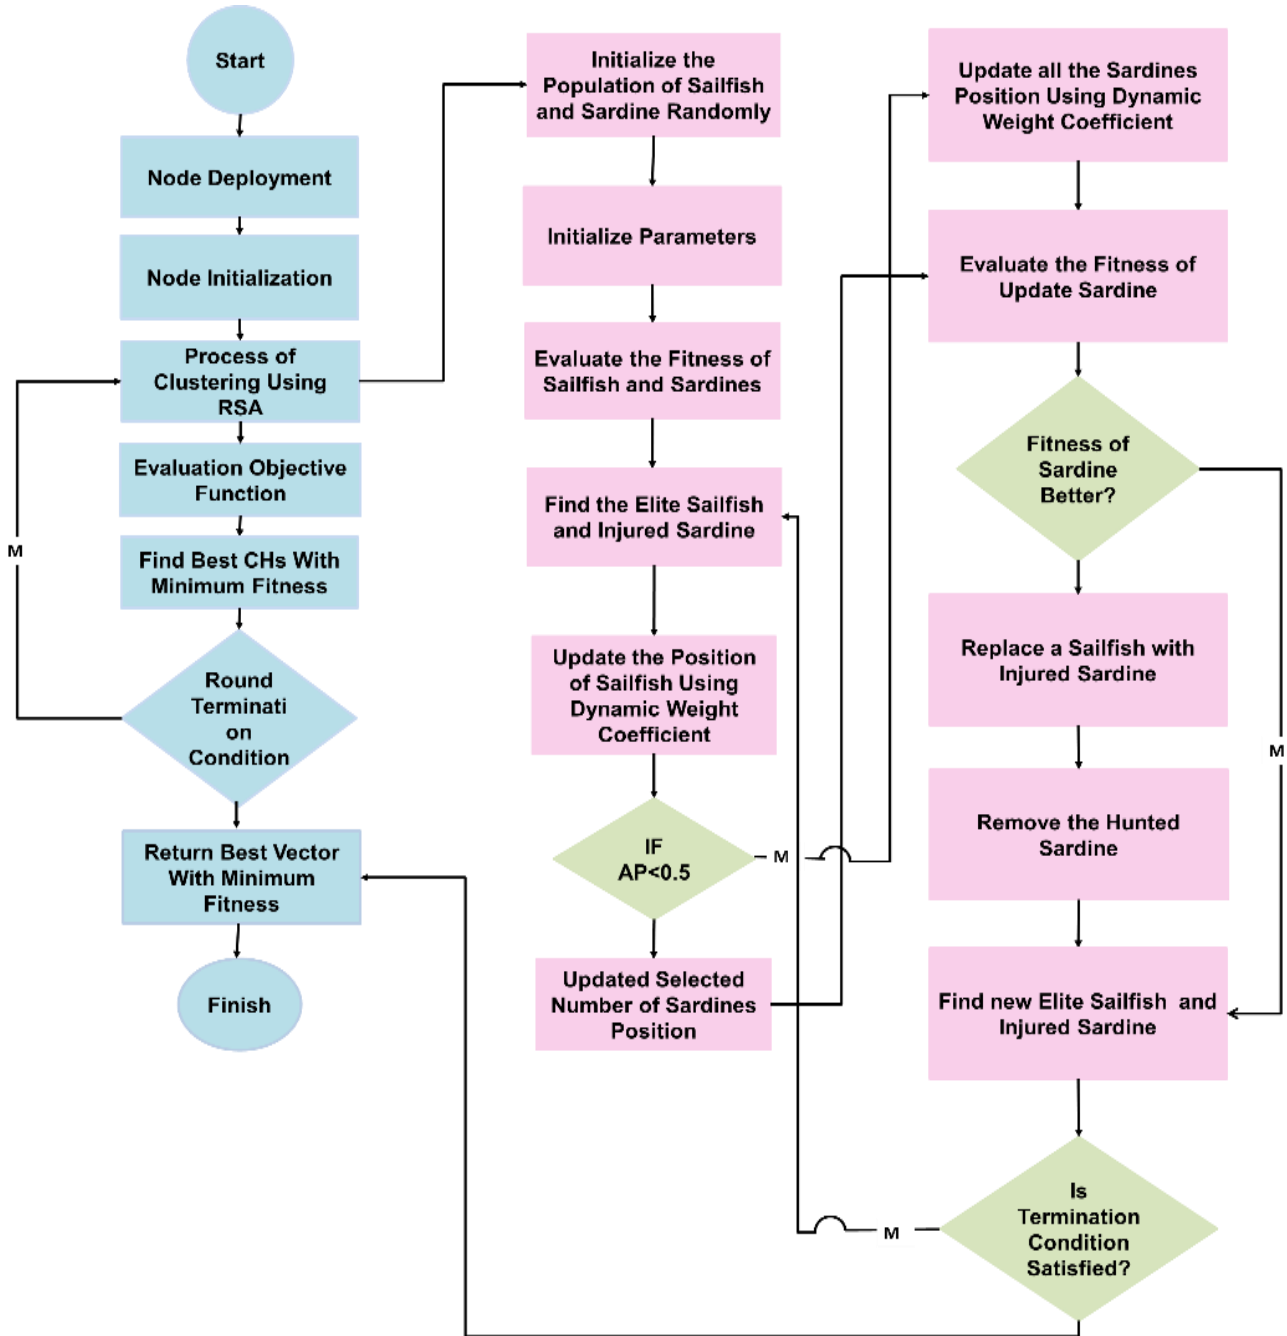 Start
Node Deployment
Node Initialization
Process of
Clustering Using
RSA
Evaluation Objective
Function
Find Best CHs With
Minimum Fitness
M
Round
Terminati
on
Condition
Return Best Vector
With Minimum
Fitness
Finish
Initialize the
Population of Sailfish
and Sardine Randomly
Initialize Parameters
Evaluate the Fitness of
Sailfish and Sardines
Find the Elite Sailfish
and Injured Sardine
Update the Position
of Sailfish Using
Dynamic Weight
Coefficient
IF
AP<0.5
M
Updated Selected
Number of Sardines
Position
Update all the Sardines
Position Using Dynamic
Weight Coefficient
Evaluate the Fitness of
Update Sardine
Fitness of
Sardine
Better?
Replace a Sailfish with
Injured Sardine
M
Remove the Hunted
Sardine
Find new Elite Sailfish and
Injured Sardine
Is
Termination
Condition
Satisfied?
M